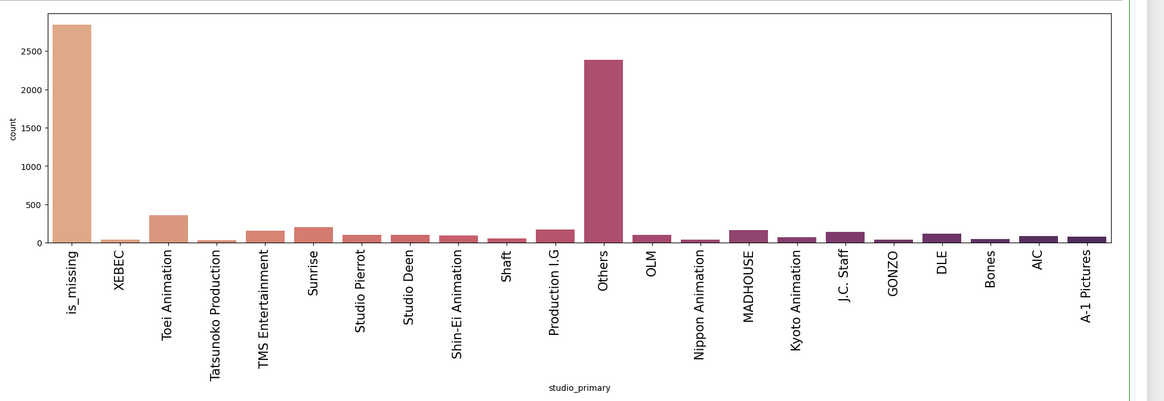 2500
2000
1500
1000
500
0
count
is_missing
XEBEC
Toei Animation
Tatsunoko Production
TMS Entertainment
Sunrise
Studio Pierrot
Studio Deen
Shin-Ei Animation
Shaft
Production I.G
Others
OLM
Nippon Animation
MADHOUSE
Kyoto Animation
J.C. Staff
GONZO
DLE
Bones
AIC
A-1 Pictures
studio_primary